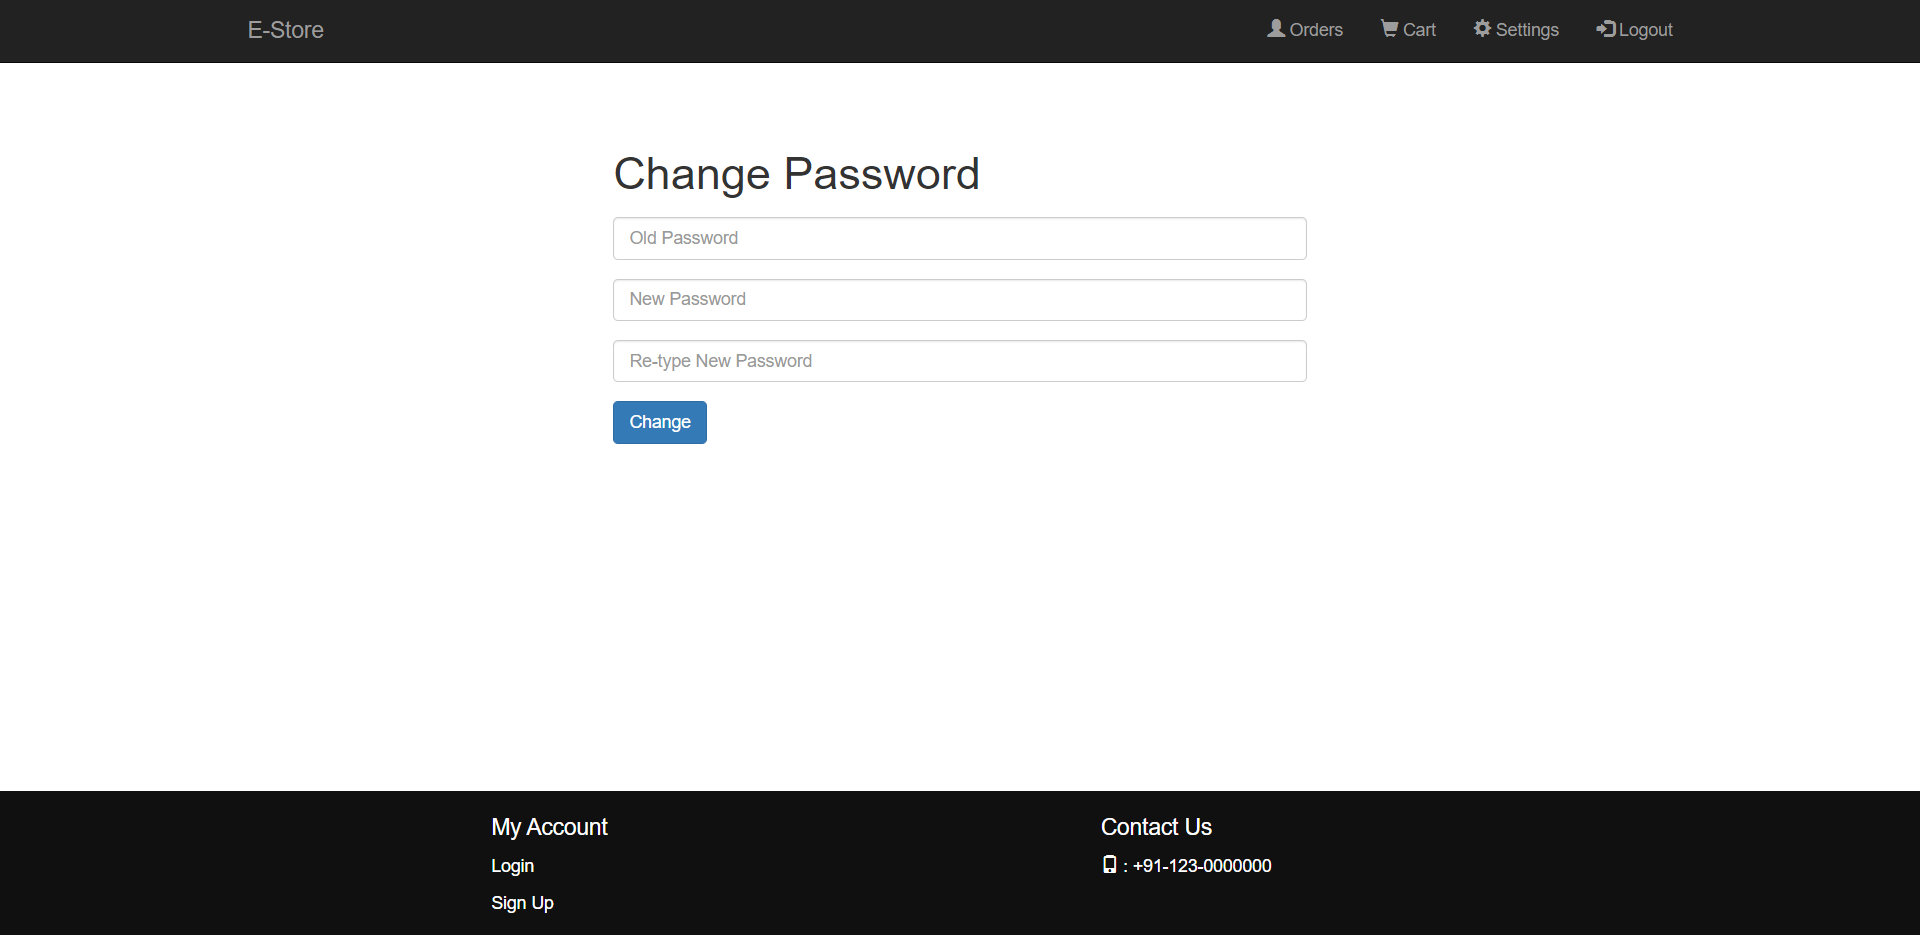 E-Store
Orders
Cart
Settings
Logout
Change Password
Old Password
New Password
Re-type New Password
Change
My Account
Login
Sign Up
Contact Us
: +91-123-0000000